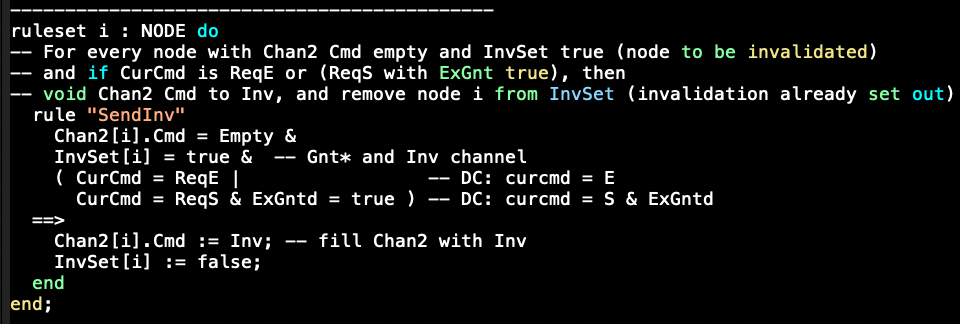 --------------------------------------------
ruleset i : NODE do
-- For every node with Chan2 Cmd empty and InvSet true (node to be invalidated)
-- and if CurCmd is ReqE or (ReqS with ExGnt true), then
-- void Chan2 Cmd to Inv, and remove node i from InvSet (invalidation already set out)
  rule "SendInv"
    Chan2[i].Cmd = Empty &
    InvSet[i] = true &  -- Gnt* and Inv channel
    ( CurCmd = ReqE |                -- DC: curcmd = E
      CurCmd = ReqS & ExGntd = true ) -- DC: curcmd = S & ExGntd
  ==>
    Chan2[i].Cmd := Inv; -- fill Chan2 with Inv
    InvSet[i] := false;
  end
end;